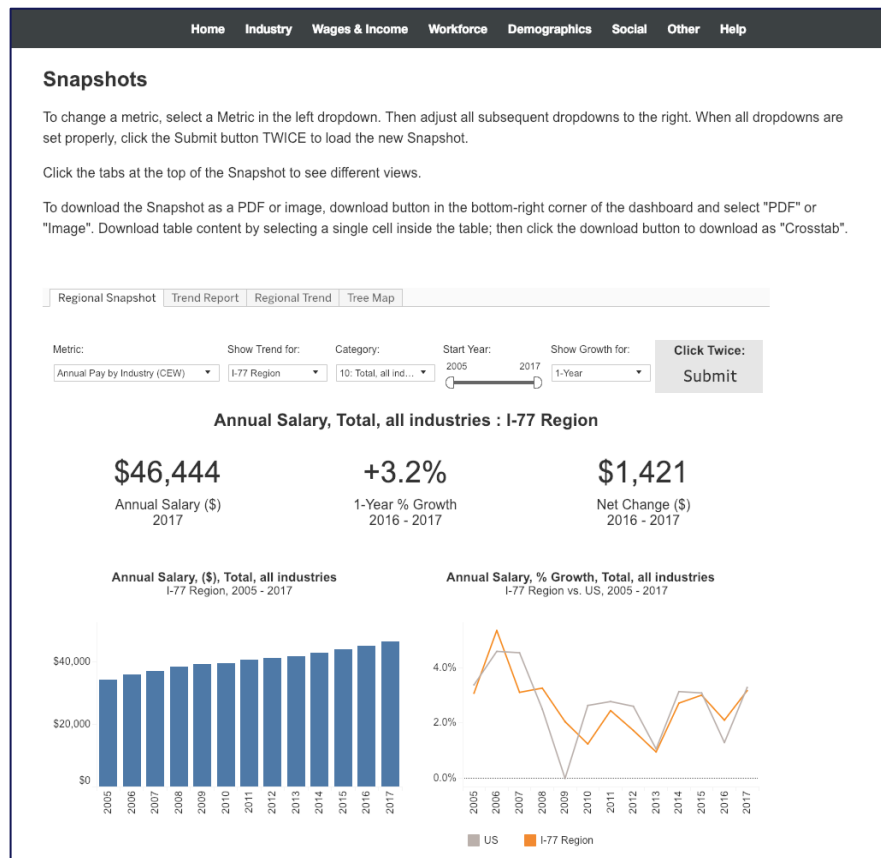 Home Industry Wages & Income Workforce Demographics Social Other Help
Snapshots
To change a metric, select a Metric in the left dropdown. Then adjust all subsequent dropdowns to the right. When all dropdowns are
set properly, click the Submit button TWICE to load the new Snapshot.
Click the tabs at the top of the Snapshot to see different views.
To download the Snapshot as a PDF or image, download button in the bottom-right corner of the dashboard and select "PDF" or
"Image". Download table content by selecting a single cell inside the table; then click the download button to download as "Crosstab".
Regional Snapshot Trend Report Regional Trend Tree Map
Metric: Show Trend for: Category: Start Year: Show Growth for: Click Twice:
2005 2017
Annual Pay by Industry (CEW) I-77 Region 10: Total, all ind... 1-Year Submit
Annual Salary, Total, all industries : I-77 Region
$46,444 +3.2% $1,421
Annual Salary ($) 1-Year % Growth Net Change ($)
2017 2016 - 2017 2016 - 2017
Annual Salary, ($), Total, all industries
I-77 Region, 2005 - 2017
$40,000
$20,000
$0
2005 2006 2007 2008 2009 2010 2011 2012 2013 2014 2015 2016 2017
Annual Salary, % Growth, Total, all industries
I-77 Region vs. US, 2005 - 2017
4.0%
2.0%
0.0%
2005 2006 2007 2008 2009 2010 2011 2012 2013 2014 2015 2016 2017
US I-77 Region